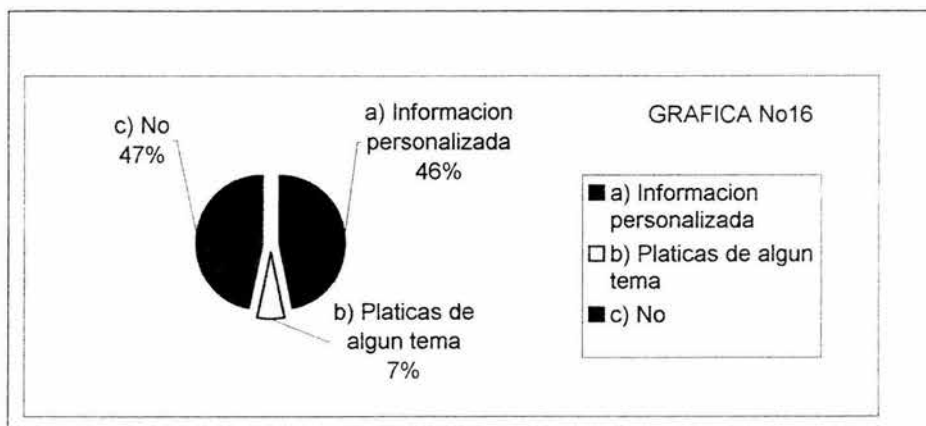 GRAFICA No16
c) No
47%
a) Informacion
personalizada
46%
b) Platicas de
algun tema
7%
a) Informacion
personalizada
b) Platicas de algun
tema
c) No